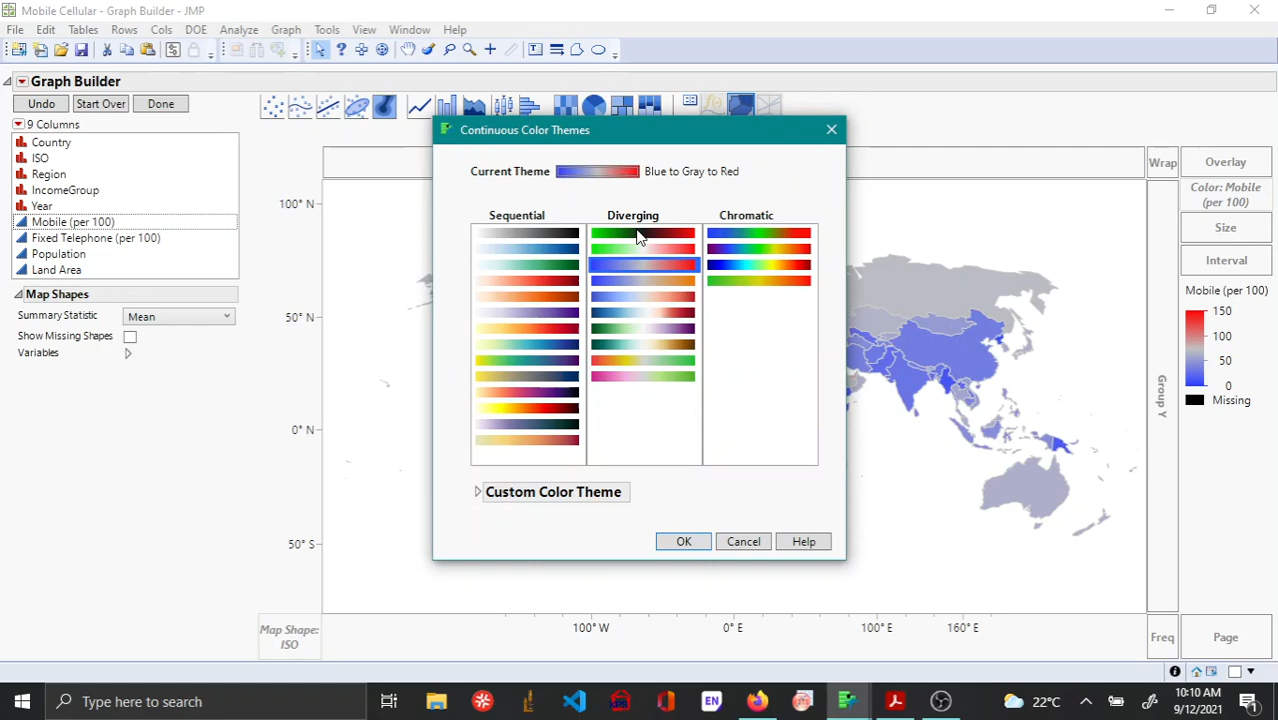 Mobile Cellular - Graph Builder - JMP
File Edit Tables Rows Cols DOE Analyze Graph Tools View Window Help
Graph Builder
Undo Start Over Done
9 Columns
Country
ISO
Region
IncomeGroup
Year
Mobile (per 100)
Fixed Telephone (per 100)
Population
Land Area
Map Shapes
Summary Statistic Mean
Show Missing Shapes
Variables
Continuous Color Themes
Current Theme Blue to Gray to Red
Sequential Diverging Chromatic
Custom Color Theme
OK Cancel Help
100° N
50° N
0° N
50° S
100° W 0° E 100° E 160° E
Map Shape:
ISO
Wrap
Overlay
Color: Mobile
(per 100)
Size
Interval
Mobile (per 100)
150
100
50
0
Missing
Group Y
Freq
Page
Type here to search
EN
22°C
10:10 AM
9/12/2021
1